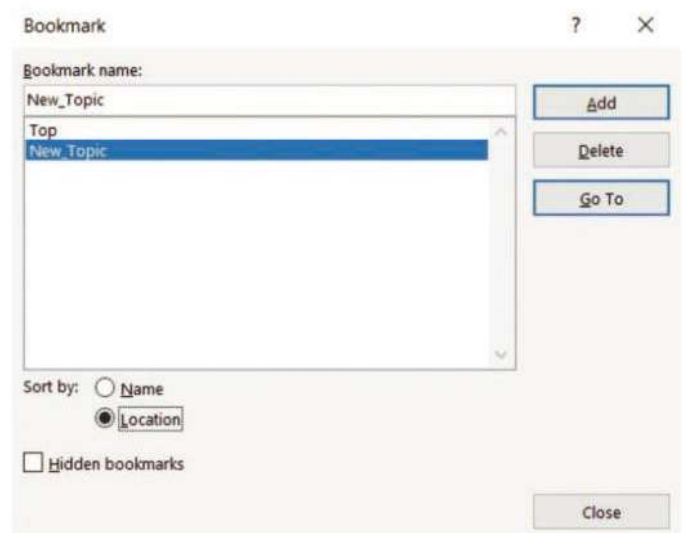 Bookmark ?
Bookmark name:
New_Topic
Add
Top
New_Topic
Delete
Go To
Sort by: Name
Location
Hidden bookmarks
Close